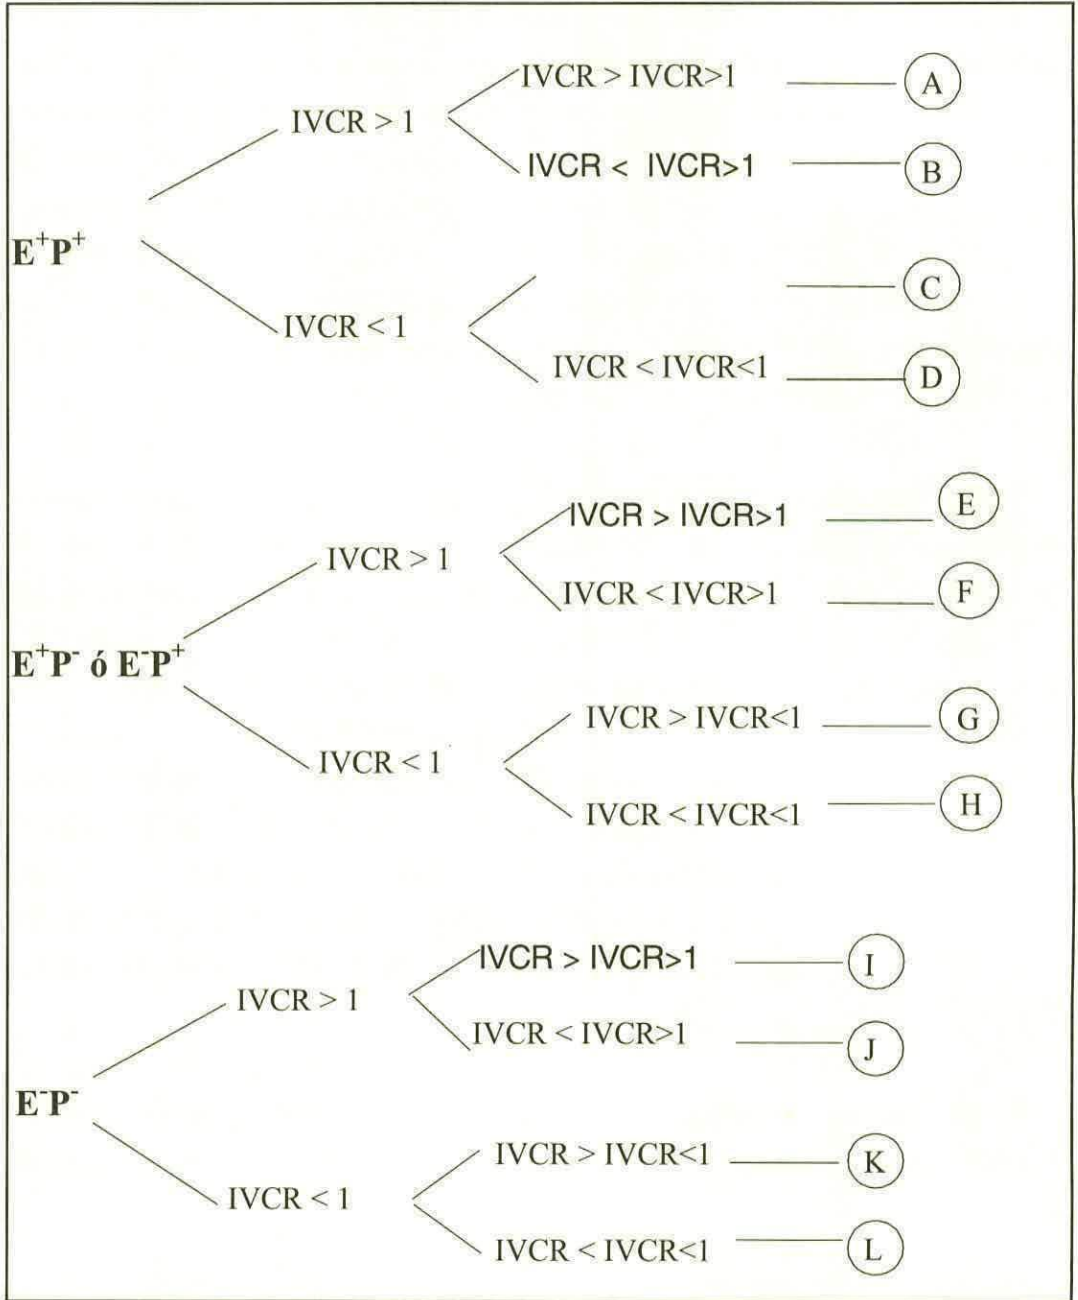 IVCR > IVCR>1 A
IVCR > 1
IVCR < IVCR>1 B
E⁺P⁺
C
IVCR < 1
IVCR < IVCR<1 D
IVCR > IVCR>1 E
IVCR > 1
IVCR < IVCR>1 F
E⁺P⁻ ó E⁻P⁺
IVCR > IVCR<1 G
IVCR < 1
IVCR < IVCR<1 H
IVCR > IVCR>1 I
IVCR > 1
IVCR < IVCR>1 J
E⁻P⁻
IVCR > IVCR<1 K
IVCR < 1
IVCR < IVCR<1 L